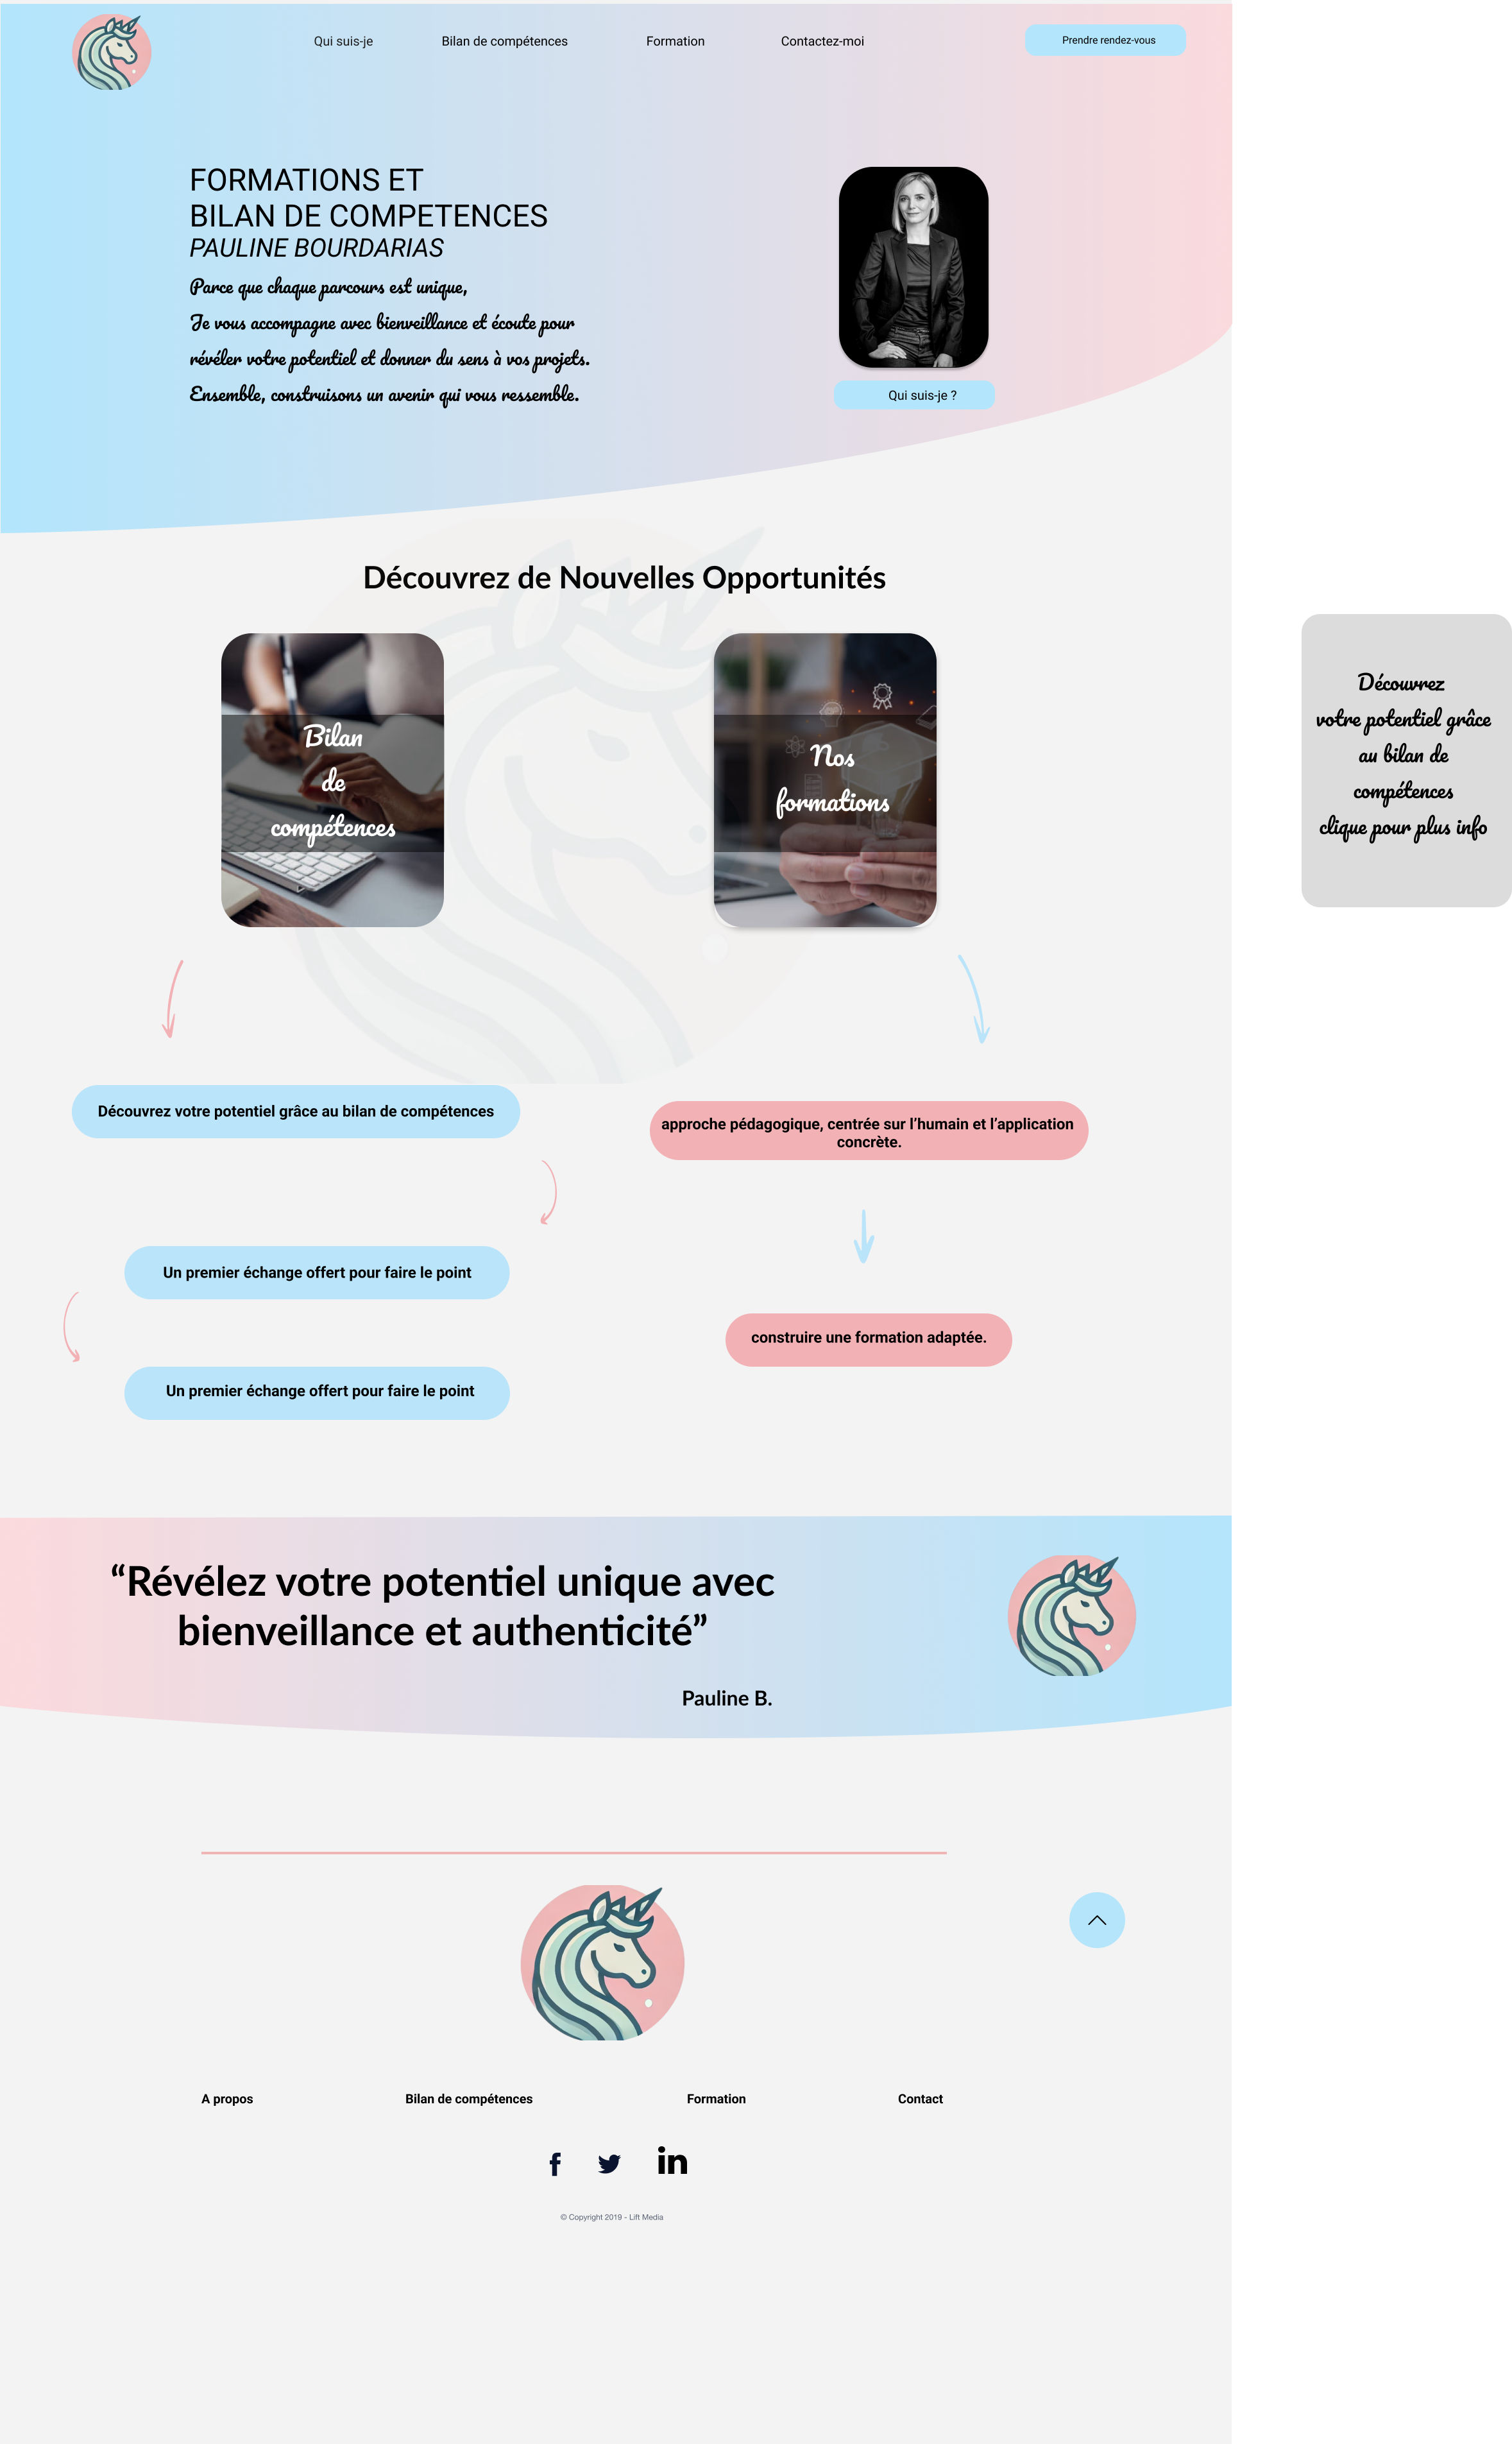 Qui suis-je
Bilan de compétences
Formation
Contactez-moi
Prendre rendez-vous
FORMATIONS ET
BILAN DE COMPETENCES
PAULINE BOURDARIAS
Parce que chaque parcours est unique,
Je vous accompagne avec bienveillance et écoute pour
révéler votre potentiel et donner du sens à vos projets.
Ensemble, construisons un avenir qui vous ressemble.
Qui suis-je ?
Découvrez de Nouvelles Opportunités
Bilan
de
compétences
Nos
formations
Découvrez
votre potentiel grâce
au bilan de
compétences
clique pour plus info
Découvrez votre potentiel grâce au bilan de compétences
approche pédagogique, centrée sur l’humain et l’application
concrète.
Un premier échange offert pour faire le point
construire une formation adaptée.
Un premier échange offert pour faire le point
“Révélez votre potentiel unique avec
bienveillance et authenticité”
Pauline B.
A propos
Bilan de compétences
Formation
Contact
© Copyright 2019 - Lift Media